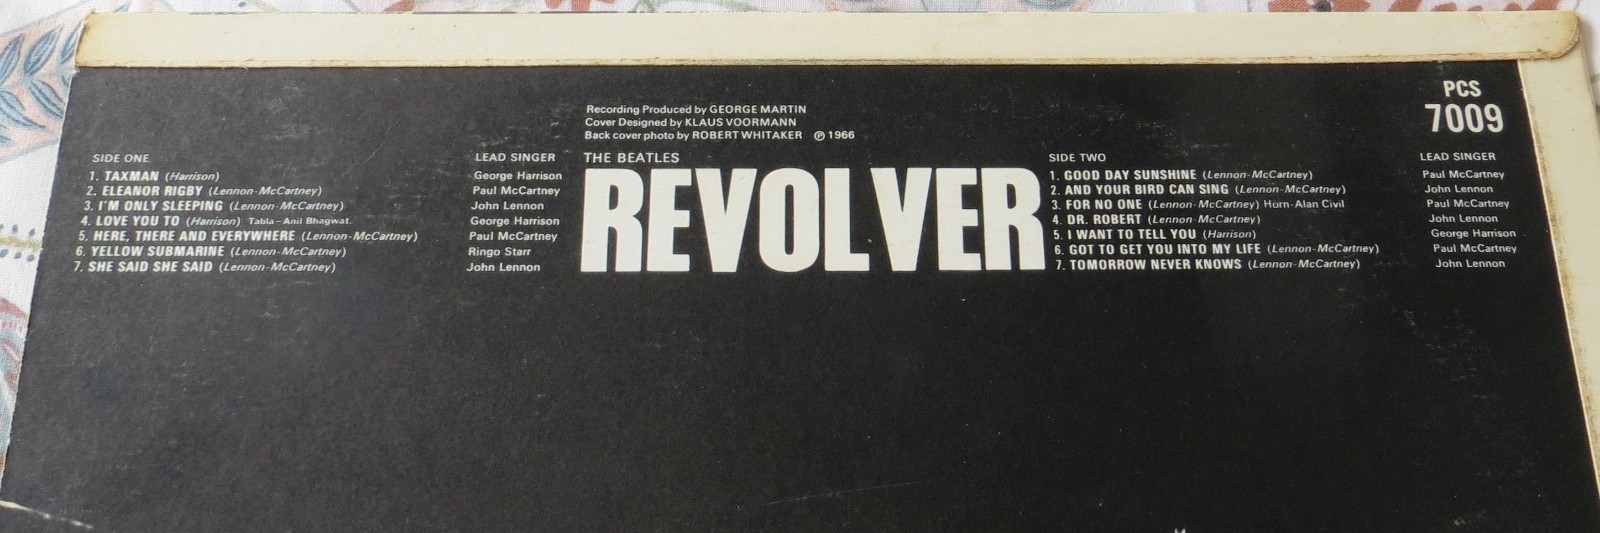 PCS
7009
Recording Produced by GEORGE MARTIN
Cover Designed by KLAUS VOORMANN
Back cover photo by ROBERT WHITAKER ℗ 1966
SIDE ONE LEAD SINGER
1. TAXMAN (Harrison) George Harrison
2. ELEANOR RIGBY (Lennon-McCartney) Paul McCartney
3. I'M ONLY SLEEPING (Lennon-McCartney) John Lennon
4. LOVE YOU TO (Harrison) Tabla - Anil Bhagwat. George Harrison
5. HERE, THERE AND EVERYWHERE (Lennon-McCartney) Paul McCartney
6. YELLOW SUBMARINE (Lennon-McCartney) Ringo Starr
7. SHE SAID SHE SAID (Lennon-McCartney) John Lennon
THE BEATLES
REVOLVER
SIDE TWO LEAD SINGER
1. GOOD DAY SUNSHINE (Lennon-McCartney) Paul McCartney
2. AND YOUR BIRD CAN SING (Lennon-McCartney) John Lennon
3. FOR NO ONE (Lennon-McCartney) Horn-Alan Civil Paul McCartney
4. DR. ROBERT (Lennon-McCartney) John Lennon
5. I WANT TO TELL YOU (Harrison) George Harrison
6. GOT TO GET YOU INTO MY LIFE (Lennon-McCartney) Paul McCartney
7. TOMORROW NEVER KNOWS (Lennon-McCartney) John Lennon